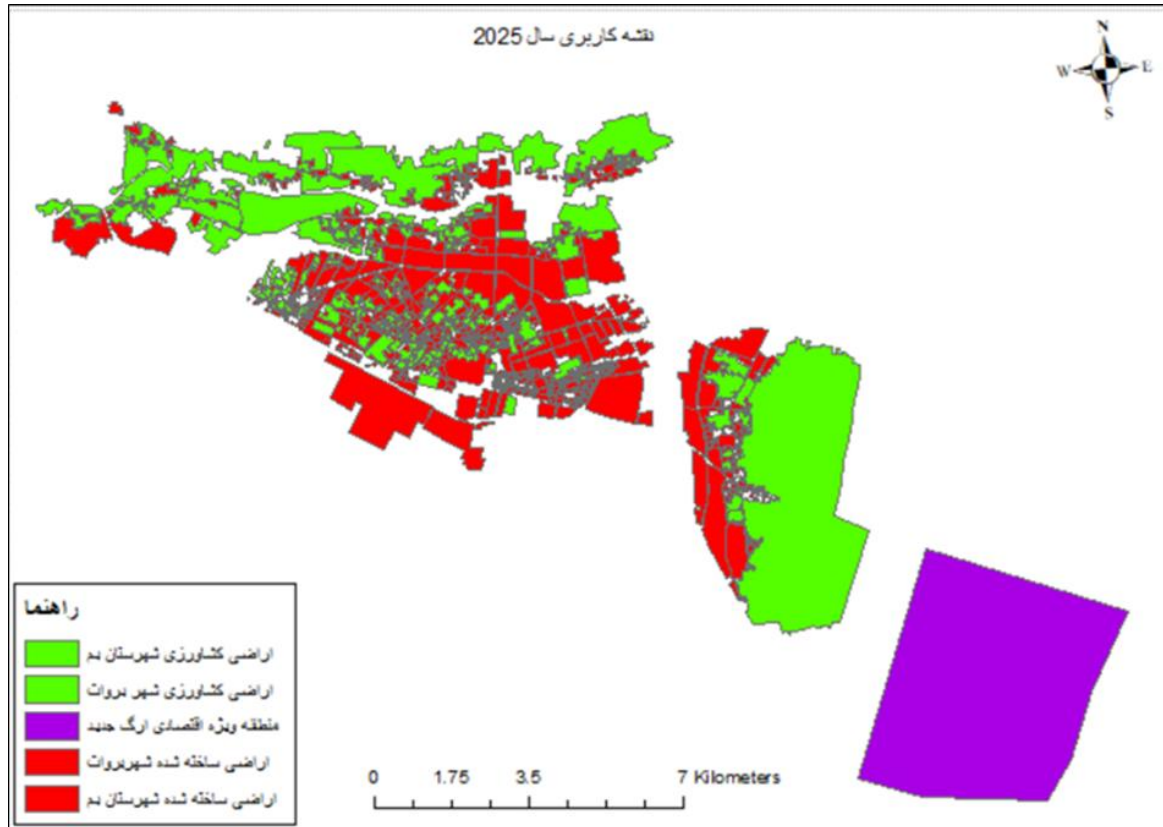 نقشه کاربری سال 2025
N
W E
S
راهنما
اراضی کشاورزی شهرستان بم
اراضی کشاورزی شهر بروات
منطقه ویژه اقتصادی ارگ جدید
اراضی ساخته شده شهربروات
اراضی ساخته شده شهرستان بم
0 1.75 3.5 7 Kilometers